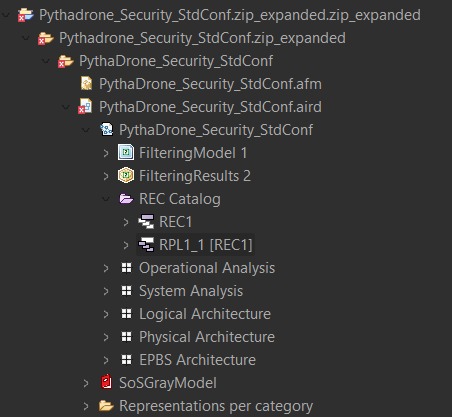 Pythadrone_Security_StdConf.zip_expanded.zip_expanded
Pythadrone_Security_StdConf.zip_expanded
PythaDrone_Security_StdConf
PythaDrone_Security_StdConf.afm
PythaDrone_Security_StdConf.aird
PythaDrone_Security_StdConf
FilteringModel 1
FilteringResults 2
REC Catalog
REC1
RPL1_1 [REC1]
Operational Analysis
System Analysis
Logical Architecture
Physical Architecture
EPBS Architecture
SoSGrayModel
Representations per category